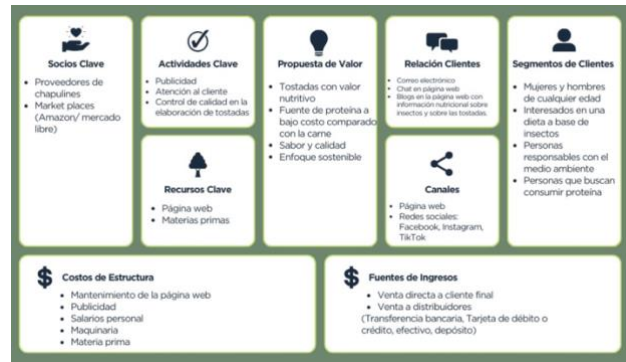 Socios Clave
• Proveedores de
chapulines
• Market places
(Amazon/ mercado
libre)
Actividades Clave
• Publicidad
• Atención al cliente
• Control de calidad en la
elaboración de tostadas
Recursos Clave
• Página web
• Materias primas
Propuesta de Valor
• Tostadas con valor
nutritivo
• Fuente de proteína a
bajo costo comparado
con la carne
• Sabor y calidad
• Enfoque sostenible
Relación Clientes
• Correo electrónico
• Chat en página web
• Blogs en la página web con
información nutricional sobre
insectos y sobre las tostadas.
Canales
• Página web
• Redes sociales:
Facebook, Instagram,
TikTok
Segmentos de Clientes
• Mujeres y hombres
de cualquier edad
• Interesados en una
dieta a base de
insectos
• Personas
responsables con el
medio ambiente
• Personas que buscan
consumir proteína
$ Costos de Estructura
• Mantenimiento de la página web
• Publicidad
• Salarios personal
• Maquinaria
• Materia prima
$ Fuentes de Ingresos
• Venta directa a cliente final
• Venta a distribuidores
(Transferencia bancaria, Tarjeta de débito o
crédito, efectivo, depósito)